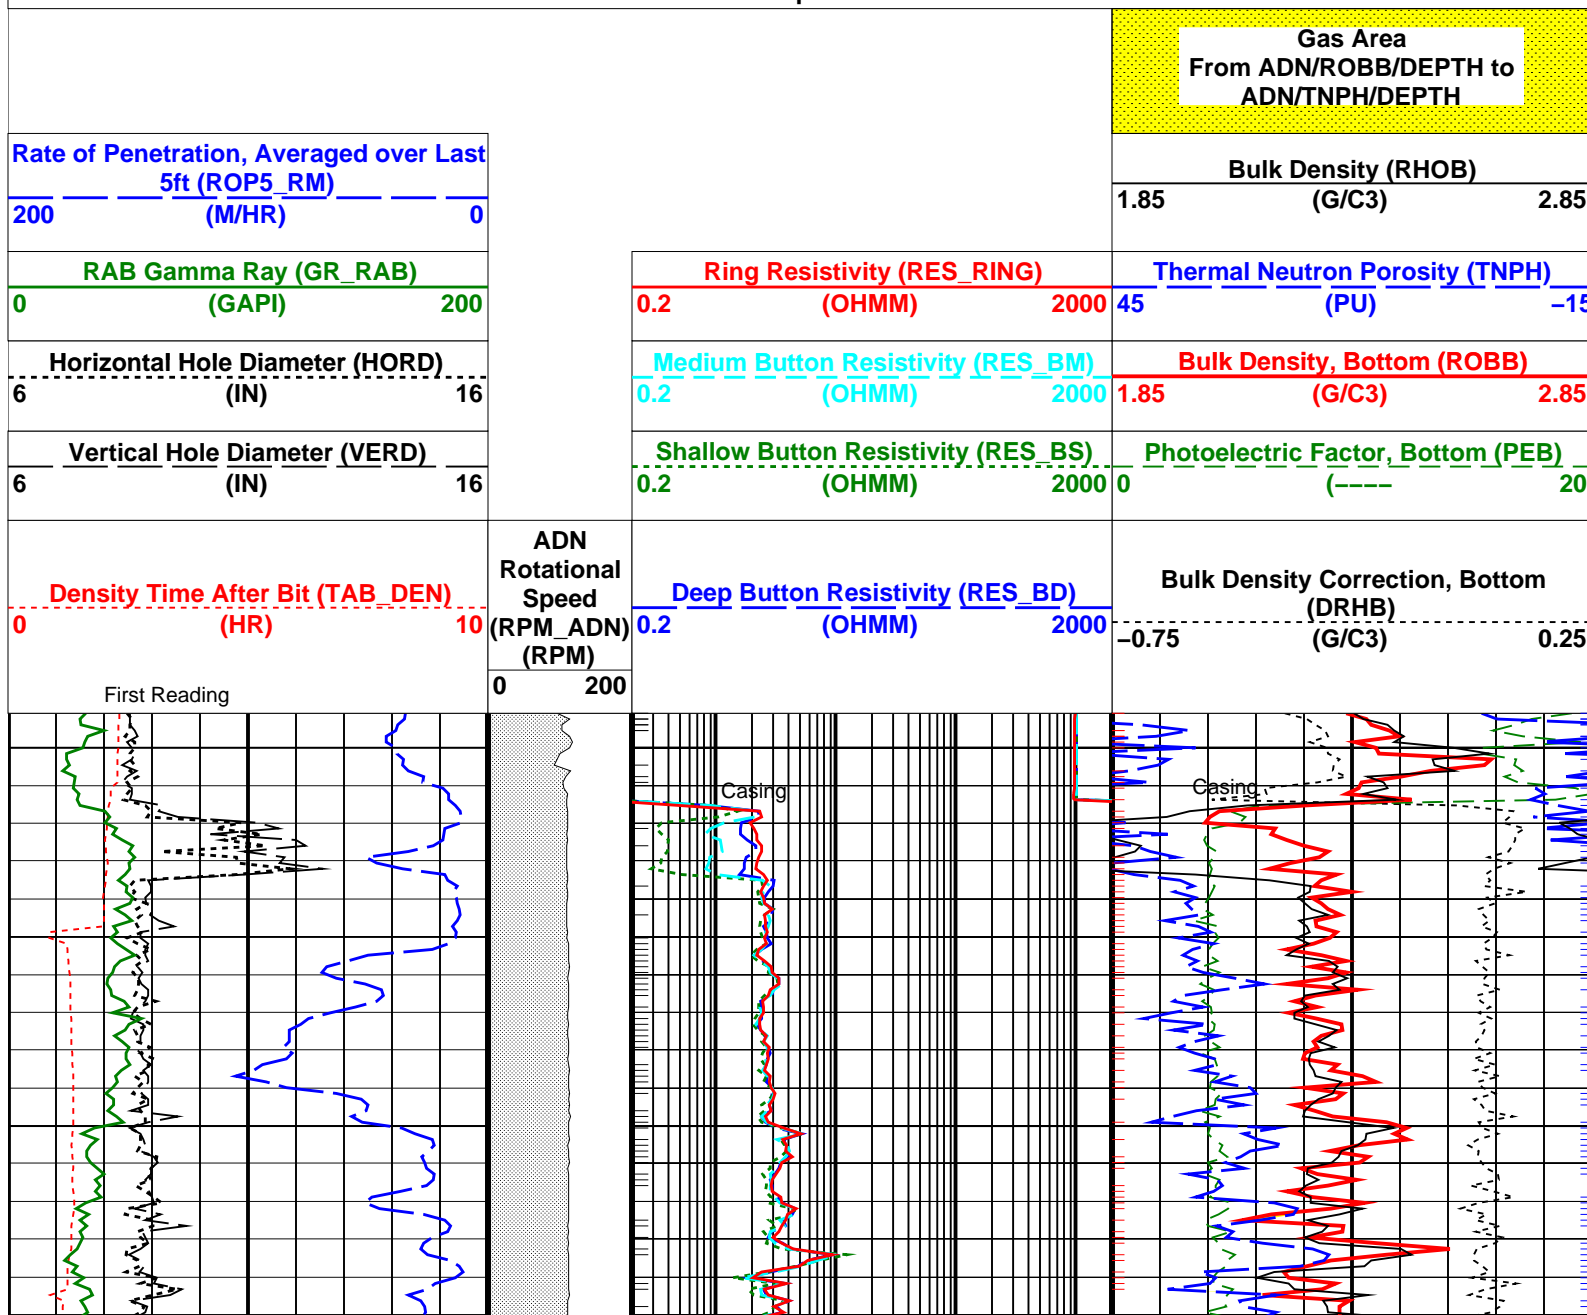 Gas Area
From ADN/ROBB/DEPTH to
ADN/TNPH/DEPTH
Rate of Penetration, Averaged over Last
5ft (ROP5_RM)
200 (M/HR) 0
Bulk Density (RHOB)
1.85 (G/C3) 2.85
RAB Gamma Ray (GR_RAB)
0 (GAPI) 200
Ring Resistivity (RES_RING)
0.2 (OHMM) 2000
Thermal Neutron Porosity (TNPH)
45 (PU) −15
Horizontal Hole Diameter (HORD)
6 (IN) 16
Medium Button Resistivity (RES_BM)
0.2 (OHMM) 2000
Bulk Density, Bottom (ROBB)
1.85 (G/C3) 2.85
Vertical Hole Diameter (VERD)
6 (IN) 16
Shallow Button Resistivity (RES_BS)
0.2 (OHMM) 2000
Photoelectric Factor, Bottom (PEB)
0 (−−−− 20
Density Time After Bit (TAB_DEN)
0 (HR) 10
ADN
Rotational
Speed
(RPM_ADN)
(RPM)
0 200
Deep Button Resistivity (RES_BD)
0.2 (OHMM) 2000
Bulk Density Correction, Bottom
(DRHB)
−0.75 (G/C3) 0.25
First Reading
Casing
Casing